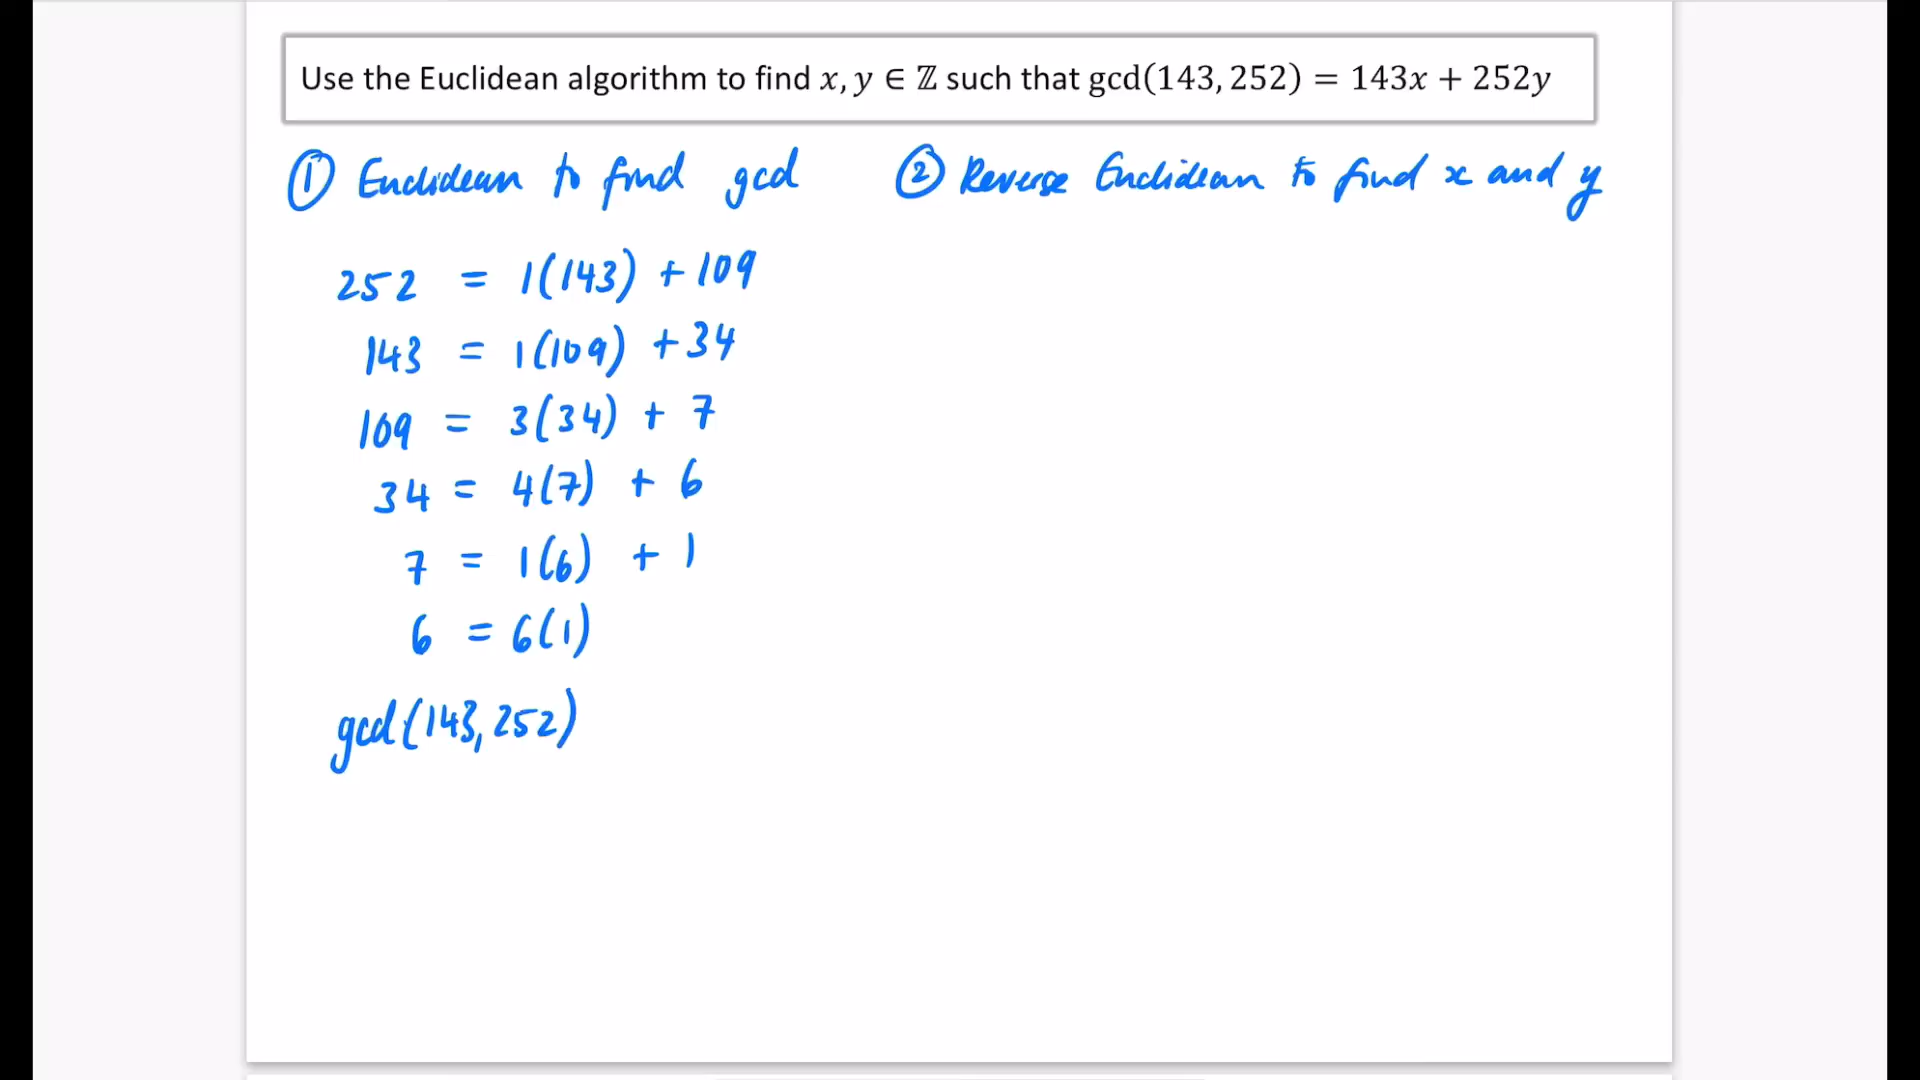 Use the Euclidean algorithm to find x, y ∈ ℤ such that gcd(143, 252) = 143x + 252y
① Euclidean to find gcd
252 = 1(143) + 109
143 = 1(109) + 34
109 = 3(34) + 7
34 = 4(7) + 6
7 = 1(6) + 1
6 = 6(1)
gcd(143, 252)
② Reverse Euclidean to find x and y